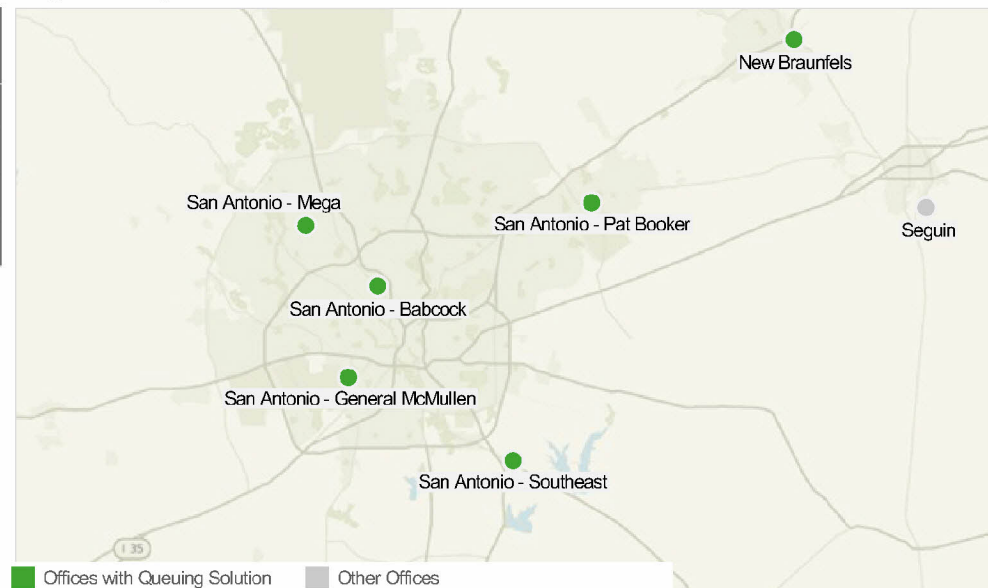 New Braunfels
San Antonio - Mega
San Antonio - Pat Booker
Seguin
San Antonio - Babcock
San Antonio - General McMullen
San Antonio - Southeast
I 35
Offices with Queuing Solution
Other Offices